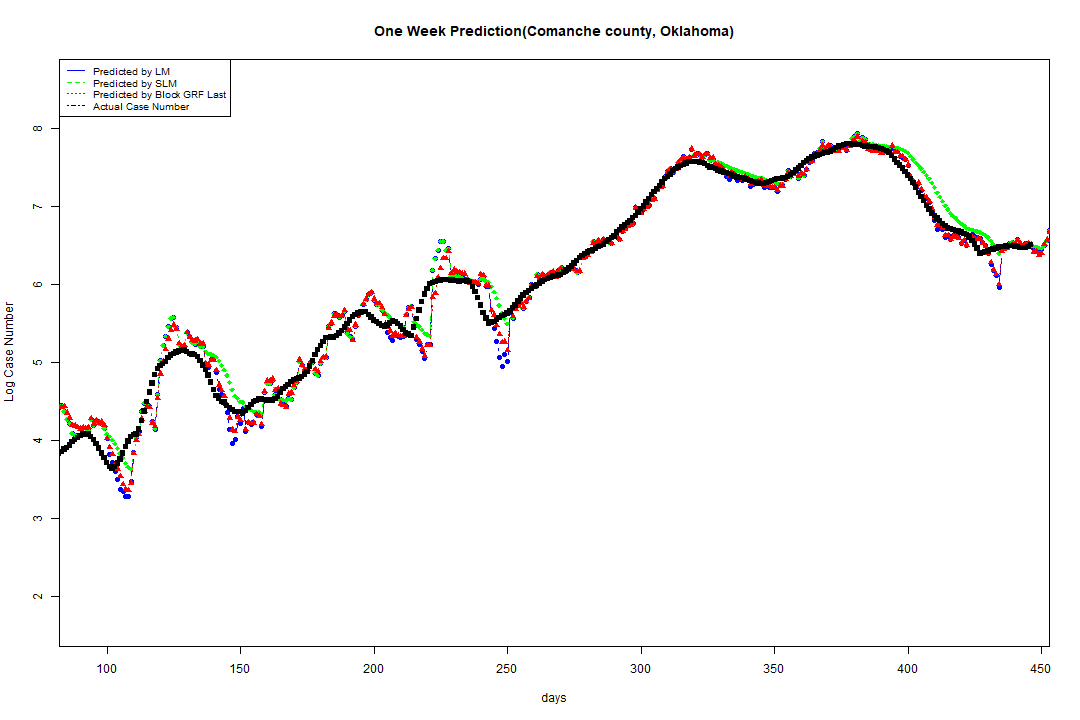 One Week Prediction(Comanche county, Oklahoma)
Predicted by LM
Predicted by SLM
Predicted by Block GRF Last
Actual Case Number
Log Case Number
8
7
6
5
4
3
2
100 150 200 250 300 350 400 450
days